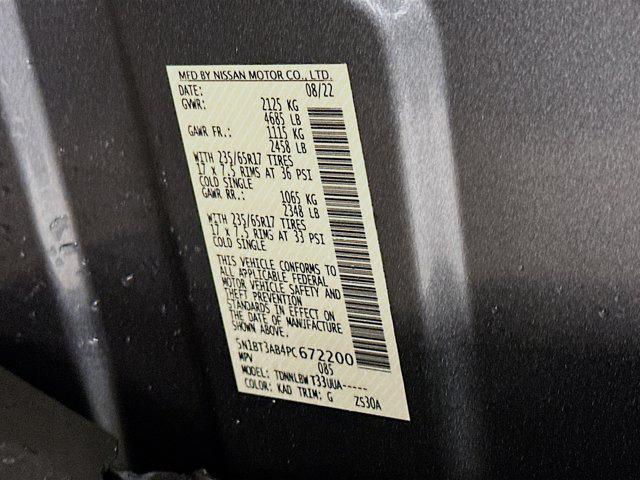 MFD BY NISSAN MOTOR CO., LTD.
DATE: 08/22
GVWR: 2125 KG
4685 LB
GAWR FR.: 1115 KG
2458 LB
WITH 235/65R17 TIRES
17 x 7.5 RIMS AT 36 PSI
COLD SINGLE
GAWR RR.: 1065 KG
2348 LB
WITH 235/65R17 TIRES
17 x 7.5 RIMS AT 33 PSI
COLD SINGLE
THIS VEHICLE CONFORMS TO
ALL APPLICABLE FEDERAL
MOTOR VEHICLE SAFETY AND
THEFT PREVENTION
STANDARDS IN EFFECT ON
THE DATE OF MANUFACTURE
SHOWN ABOVE.
5N1BT3AB4PC672200
MPV 085
MODEL: TDNNLBW T33UUA-----
COLOR: KAD TRIM: G ZS30A